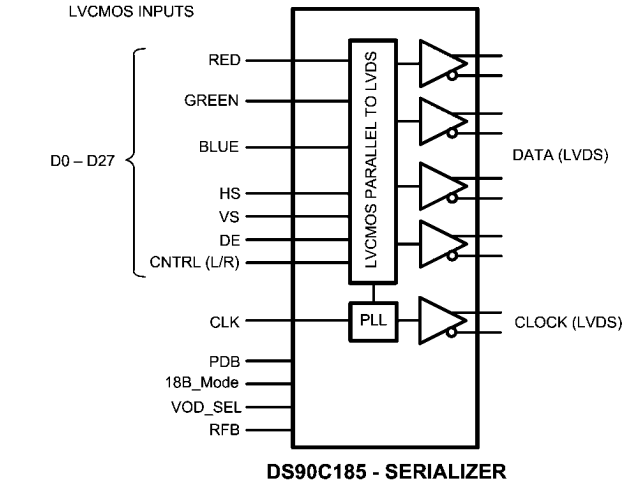 LVCMOS INPUTS
RED
GREEN
BLUE
D0 – D27
HS
VS
DE
CNTRL (L/R)
CLK
PDB
18B_Mode
VOD_SEL
RFB
LVCMOS PARALLEL TO LVDS
PLL
DATA (LVDS)
CLOCK (LVDS)
DS90C185 - SERIALIZER